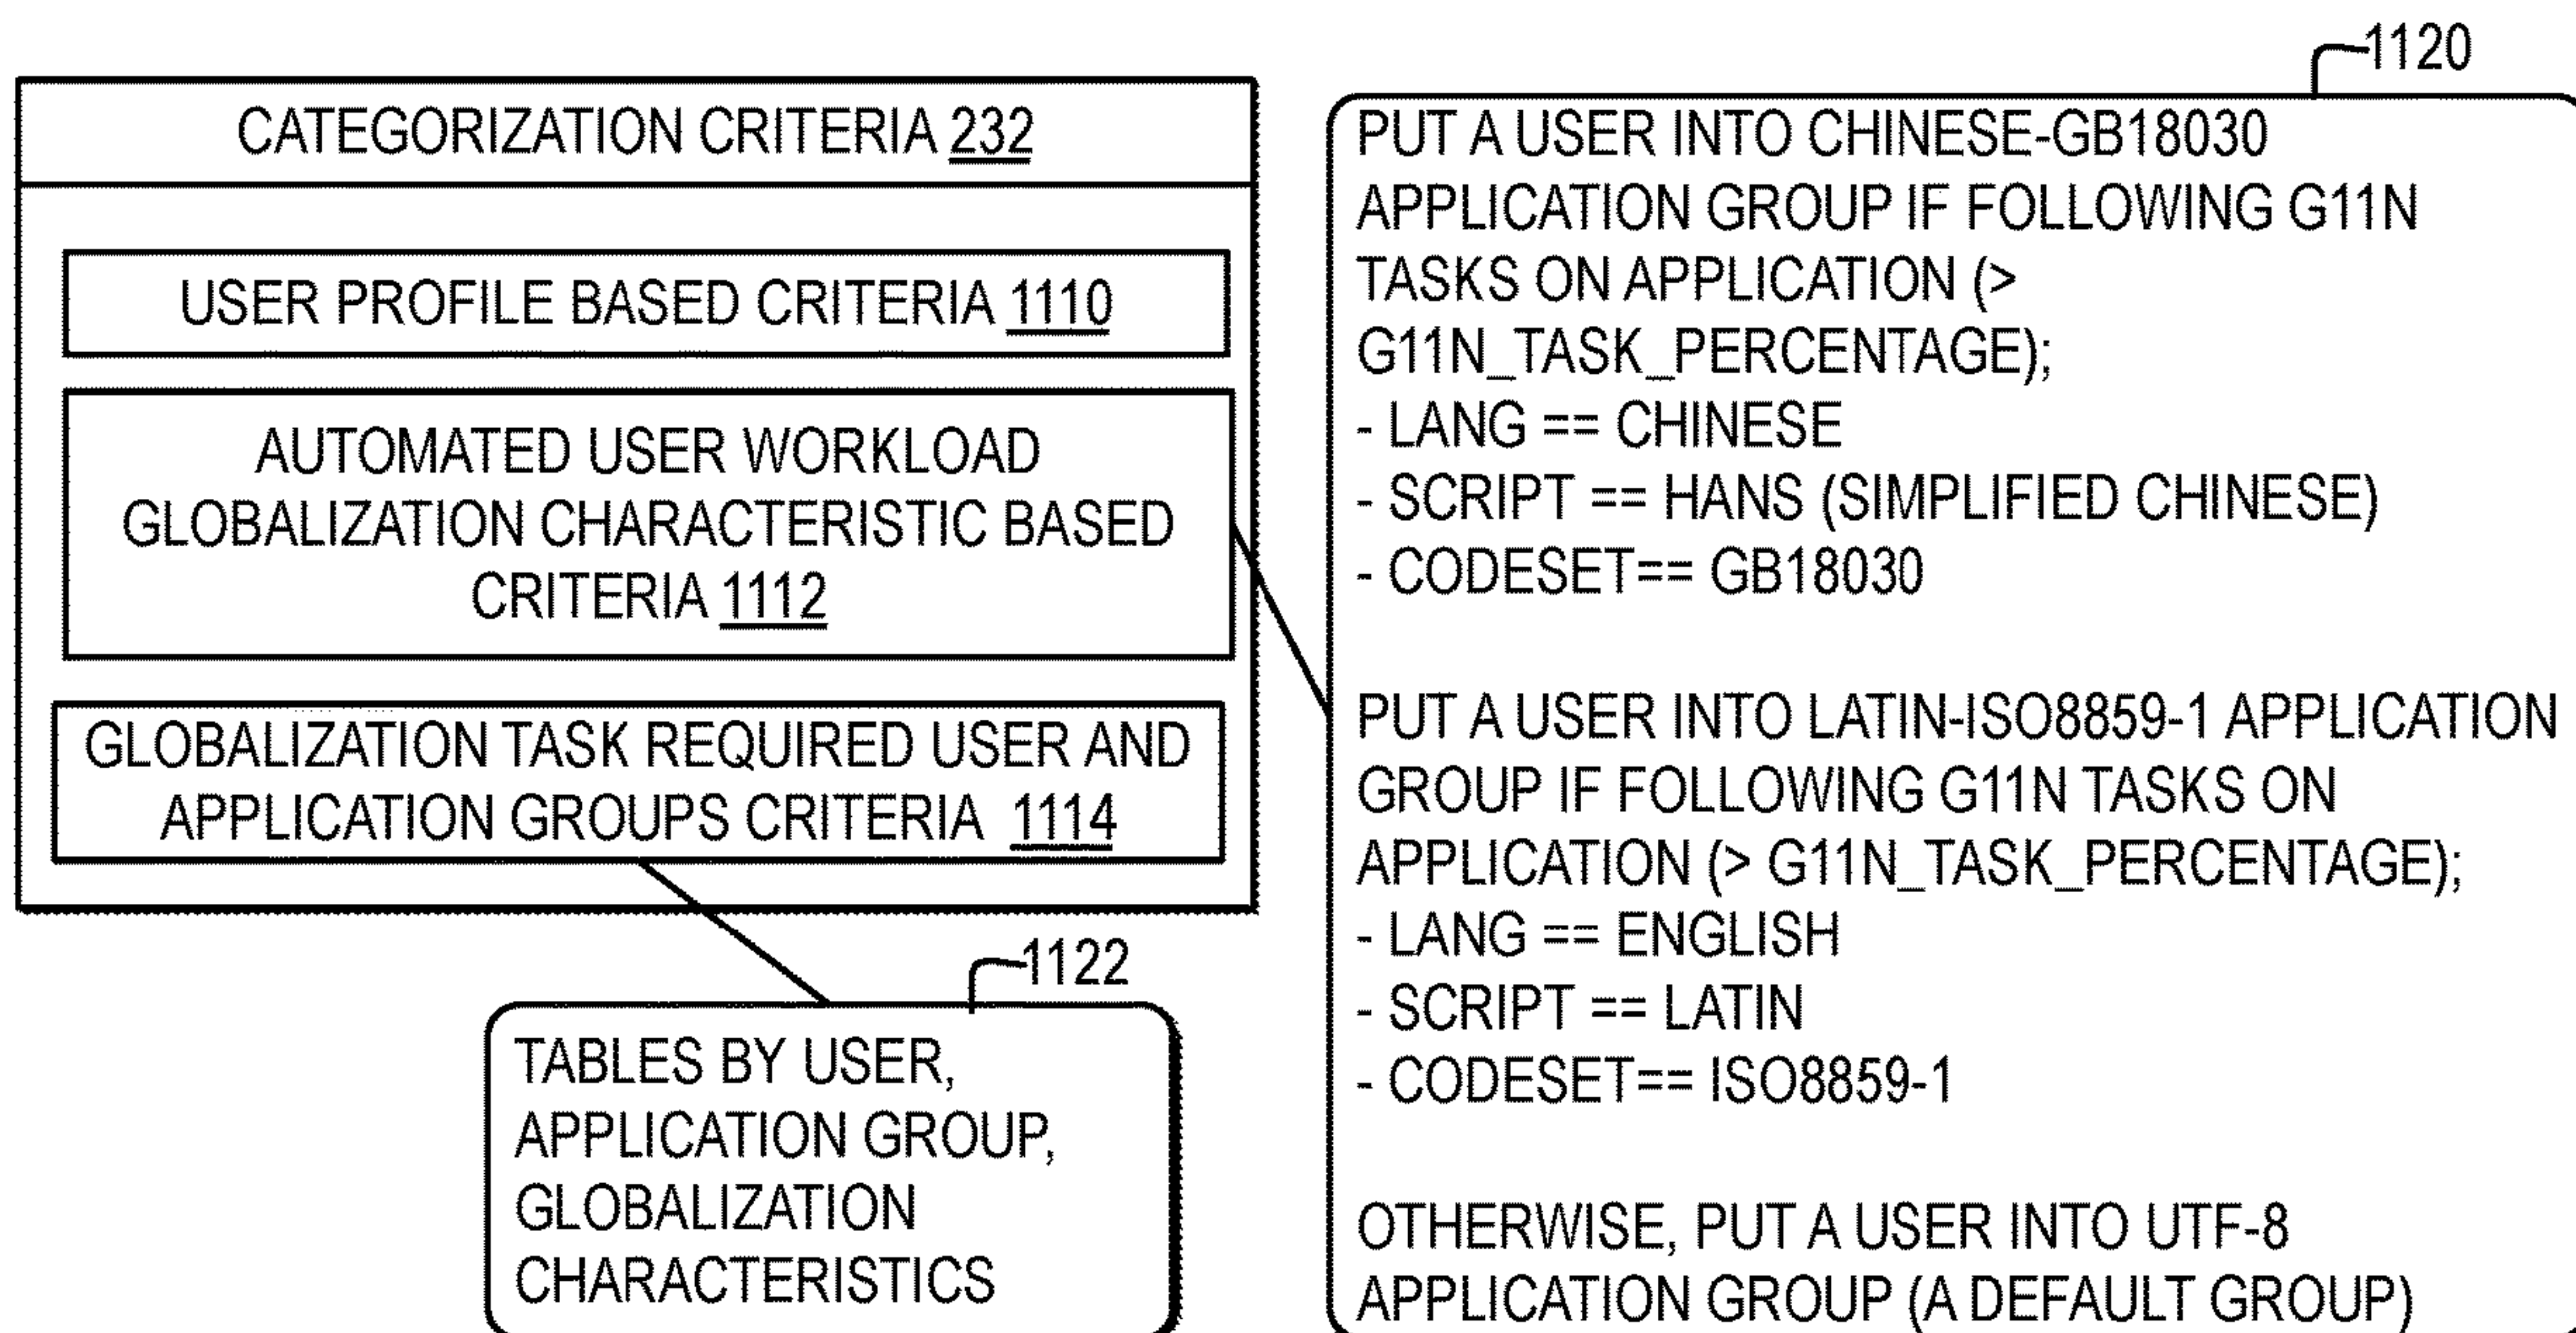 CATEGORIZATION CRITERIA 232
USER PROFILE BASED CRITERIA 1110
AUTOMATED USER WORKLOAD
GLOBALIZATION CHARACTERISTIC BASED
CRITERIA 1112
GLOBALIZATION TASK REQUIRED USER AND
APPLICATION GROUPS CRITERIA 1114
1122
TABLES BY USER,
APPLICATION GROUP,
GLOBALIZATION
CHARACTERISTICS
1120
PUT A USER INTO CHINESE-GB18030
APPLICATION GROUP IF FOLLOWING G11N
TASKS ON APPLICATION (>
G11N_TASK_PERCENTAGE);
- LANG == CHINESE
- SCRIPT == HANS (SIMPLIFIED CHINESE)
- CODESET== GB18030
PUT A USER INTO LATIN-ISO8859-1 APPLICATION
GROUP IF FOLLOWING G11N TASKS ON
APPLICATION (> G11N_TASK_PERCENTAGE);
- LANG == ENGLISH
- SCRIPT == LATIN
- CODESET== ISO8859-1
OTHERWISE, PUT A USER INTO UTF-8
APPLICATION GROUP (A DEFAULT GROUP)